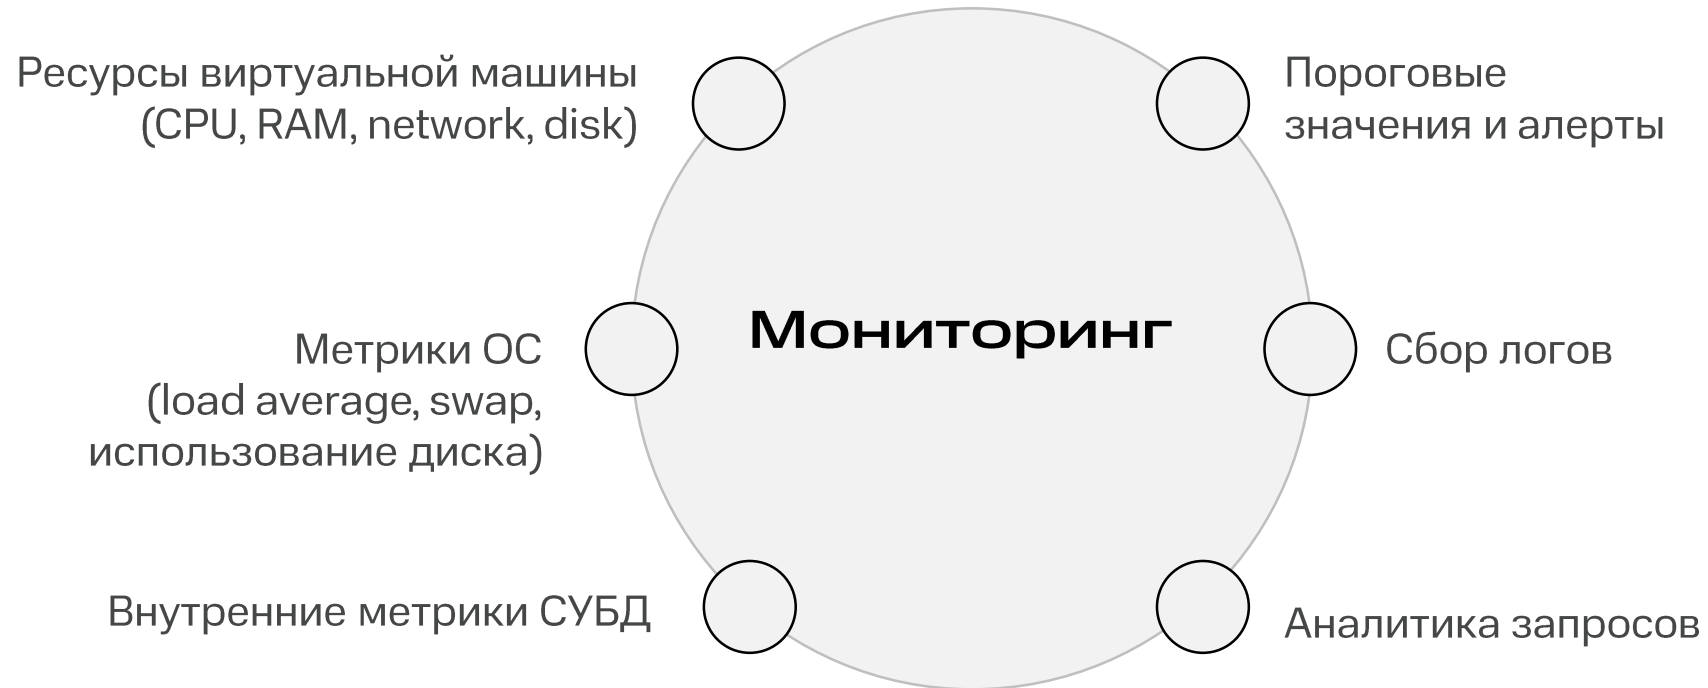 Ресурсы виртуальной машины
(CPU, RAM, network, disk)
Пороговые
значения и алерты
Мониторинг
Метрики ОС
(load average, swap,
использование диска)
Сбор логов
Внутренние метрики СУБД
Аналитика запросов